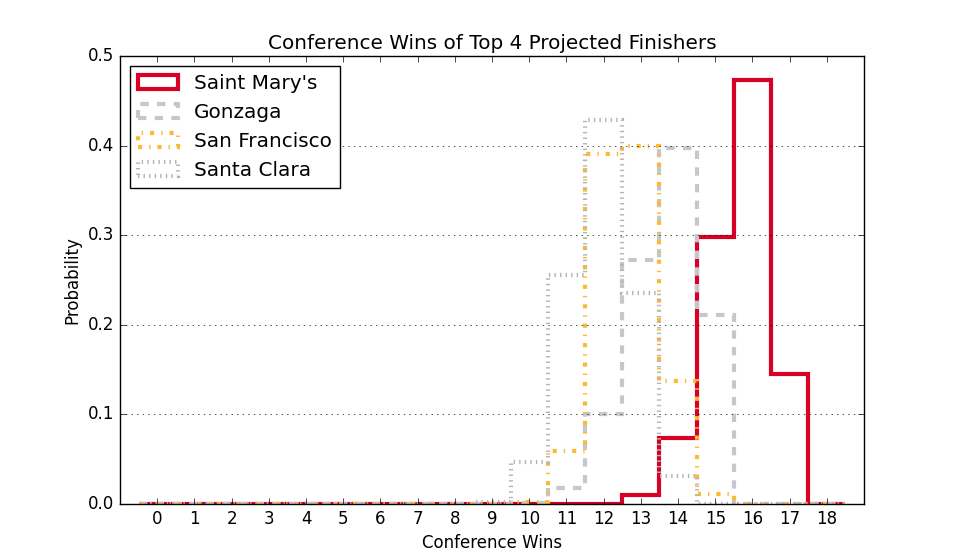 Conference Wins of Top 4 Projected Finishers
0.5
0.4
0.3
0.2
0.1
0.0
Probability
Saint Mary's
Gonzaga
San Francisco
Santa Clara
0 1 2 3 4 5 6 7 8 9 10 11 12 13 14 15 16 17 18
Conference Wins